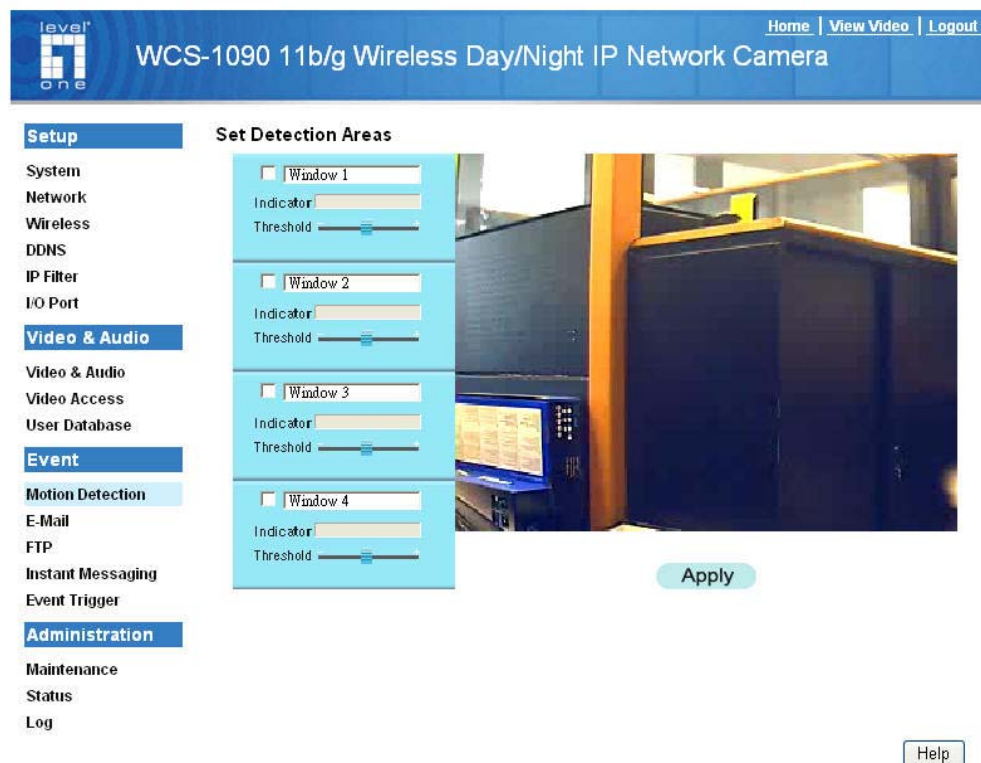 level one
Home | View Video | Logout
WCS-1090 11b/g Wireless Day/Night IP Network Camera
Setup
System
Network
Wireless
DDNS
IP Filter
I/O Port
Video & Audio
Video & Audio
Video Access
User Database
Event
Motion Detection
E-Mail
FTP
Instant Messaging
Event Trigger
Administration
Maintenance
Status
Log
Set Detection Areas
Window 1
Indicator
Threshold - +
Window 2
Indicator
Threshold - +
Window 3
Indicator
Threshold - +
Window 4
Indicator
Threshold - +
Apply
Help